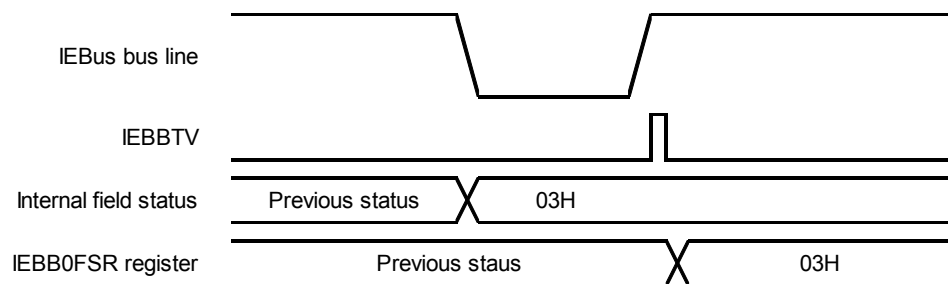 IEBus bus line
IEBBTV
Internal field status
Previous status
03H
IEBB0FSR register
Previous staus
03H